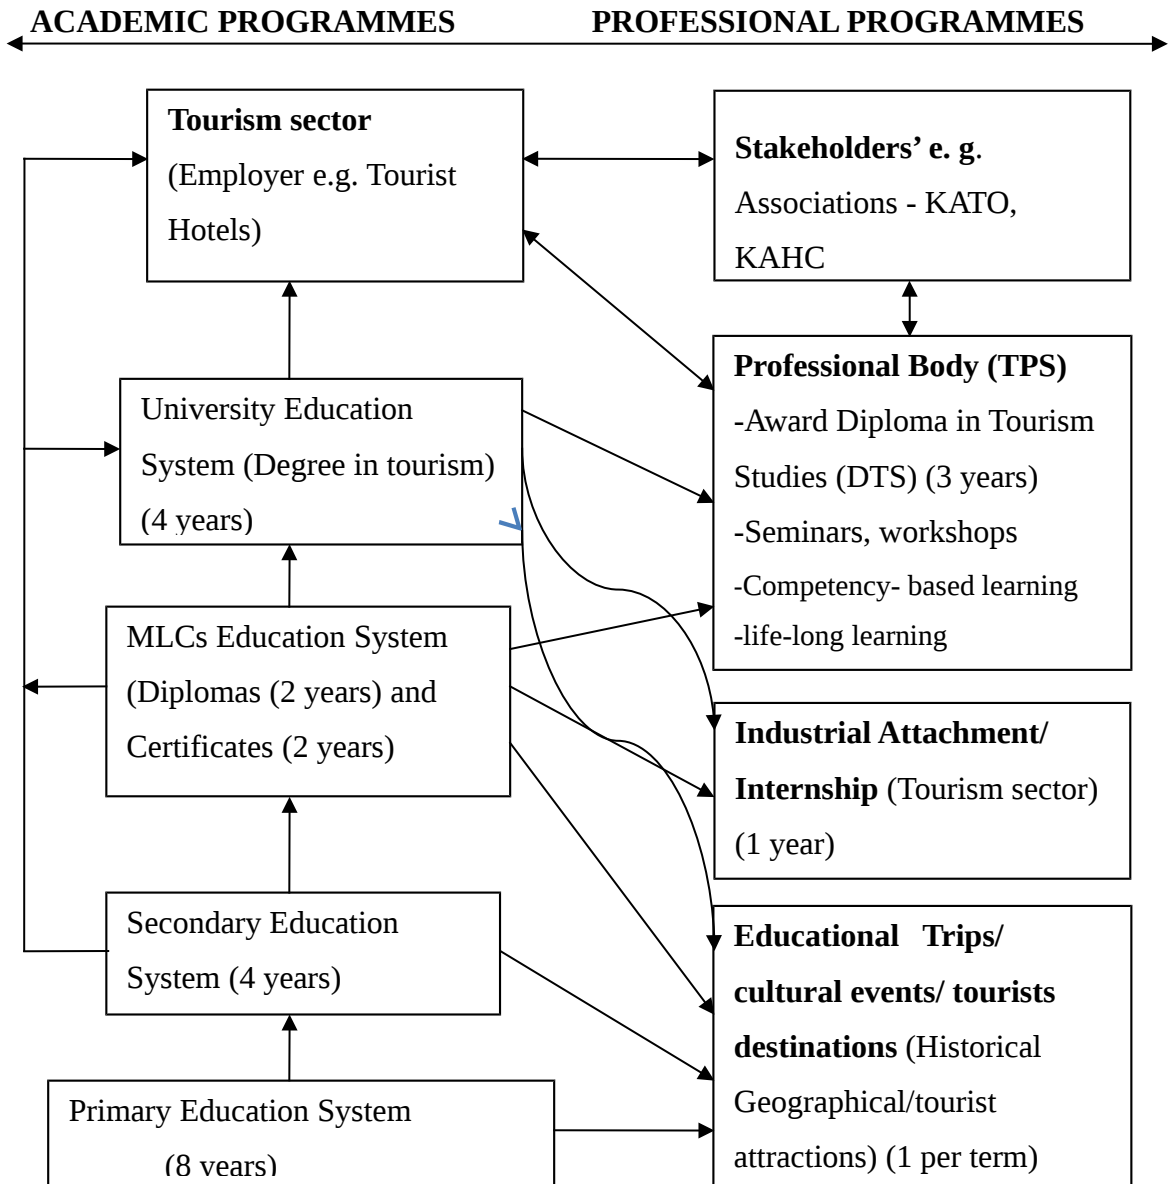 ACADEMIC PROGRAMMES
PROFESSIONAL PROGRAMMES
Tourism sector
(Employer e.g. Tourist
Hotels)
Stakeholders’ e. g.
Associations - KATO,
KAHC
University Education
System (Degree in tourism)
(4 years)
Professional Body (TPS)
-Award Diploma in Tourism
Studies (DTS) (3 years)
-Seminars, workshops
-Competency- based learning
-life-long learning
MLCs Education System
(Diplomas (2 years) and
Certificates (2 years)
Industrial Attachment/
Internship (Tourism sector)
(1 year)
Secondary Education
System (4 years)
Educational Trips/
cultural events/ tourists
destinations (Historical
Geographical/tourist
attractions) (1 per term)
Primary Education System
(8 years)